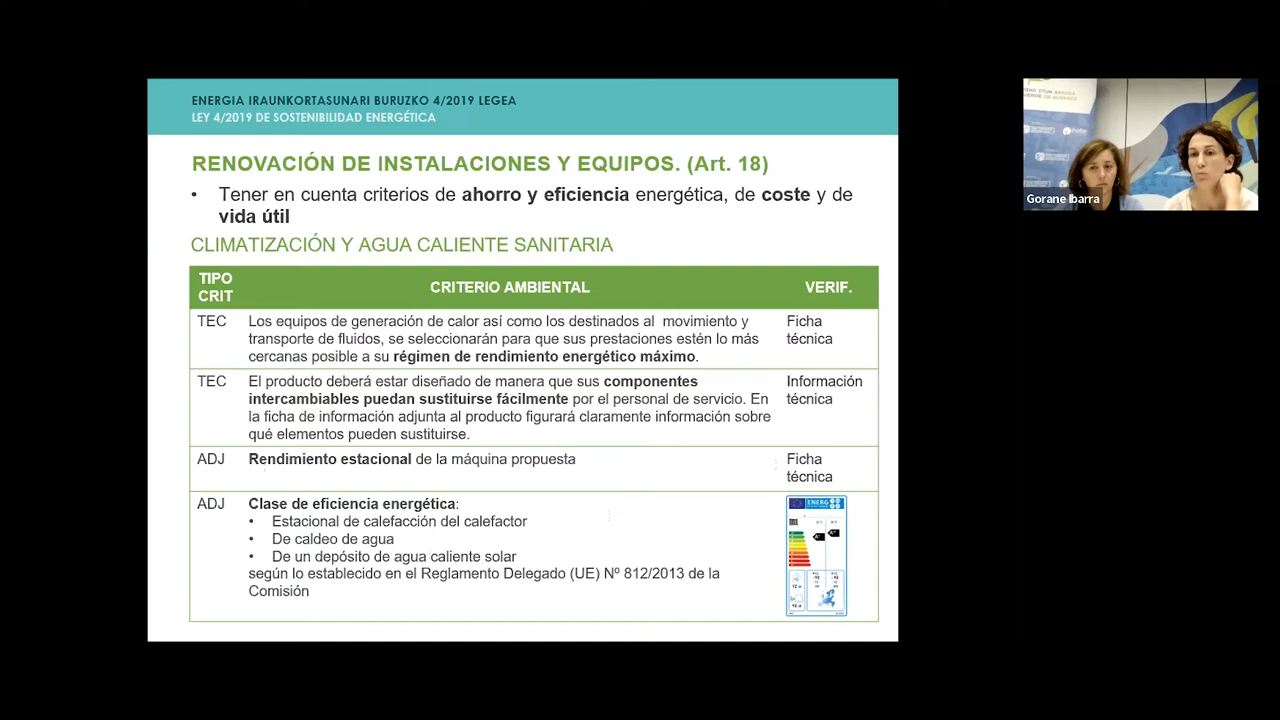 ENERGIA IRAUNKORTASUNARI BURUZKO 4/2019 LEGEA
LEY 4/2019 DE SOSTENIBILIDAD ENERGÉTICA
RENOVACIÓN DE INSTALACIONES Y EQUIPOS. (Art. 18)
• Tener en cuenta criterios de ahorro y eficiencia energética, de coste y de
vida útil
CLIMATIZACIÓN Y AGUA CALIENTE SANITARIA
TIPO
CRIT
CRITERIO AMBIENTAL
VERIF.
TEC
Los equipos de generación de calor así como los destinados al movimiento y
transporte de fluidos, se seleccionarán para que sus prestaciones estén lo más
cercanas posible a su régimen de rendimiento energético máximo.
Ficha
técnica
TEC
El producto deberá estar diseñado de manera que sus componentes
intercambiables puedan sustituirse fácilmente por el personal de servicio. En
la ficha de información adjunta al producto figurará claramente información sobre
qué elementos pueden sustituirse.
Información
técnica
ADJ
Rendimiento estacional de la máquina propuesta
Ficha
técnica
ADJ
Clase de eficiencia energética:
• Estacional de calefacción del calefactor
• De caldeo de agua
• De un depósito de agua caliente solar
según lo establecido en el Reglamento Delegado (UE) Nº 812/2013 de la
Comisión
ENERG
VERDE DE EUSKADI
Gorane Ibarra